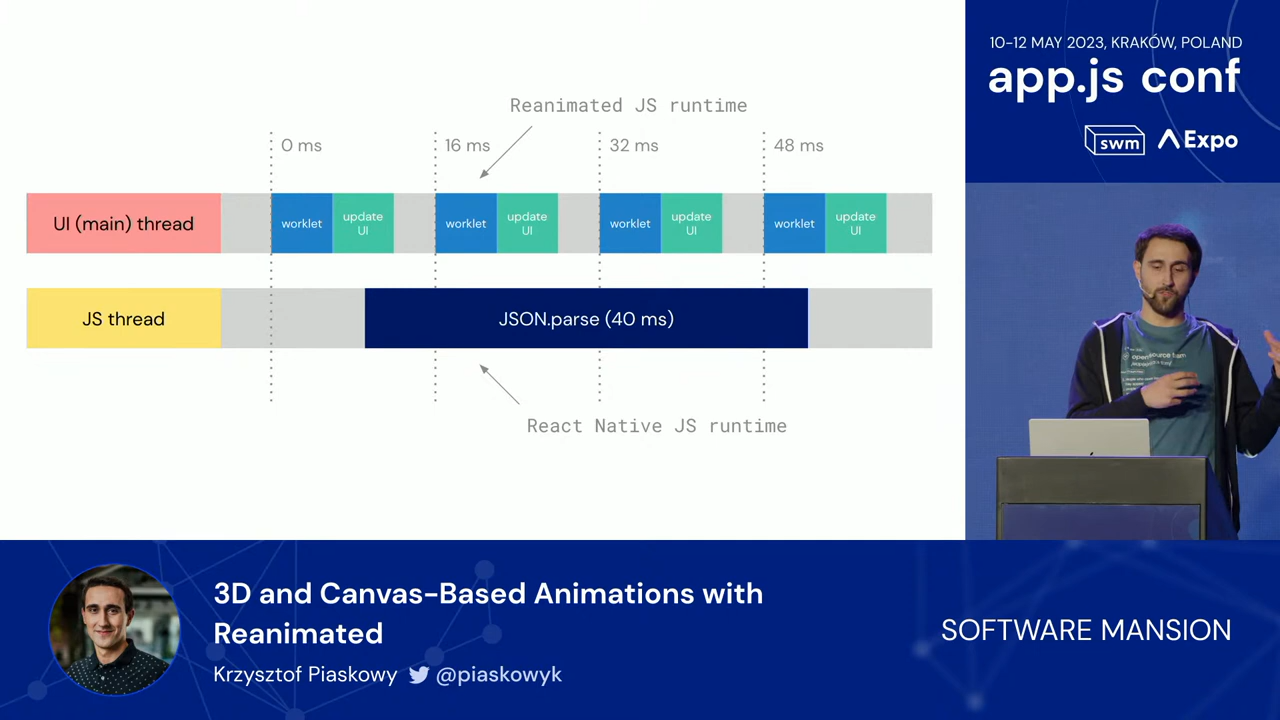 Reanimated JS runtime
0 ms
16 ms
32 ms
48 ms
UI (main) thread
worklet
update
UI
worklet
update
UI
worklet
update
UI
worklet
update
UI
JS thread
JSON.parse (40 ms)
React Native JS runtime
10-12 MAY 2023, KRAKÓW, POLAND
app.js conf
swm
Expo
open source fram
3D and Canvas-Based Animations with
Reanimated
Krzysztof Piaskowy @piaskowyk
SOFTWARE MANSION